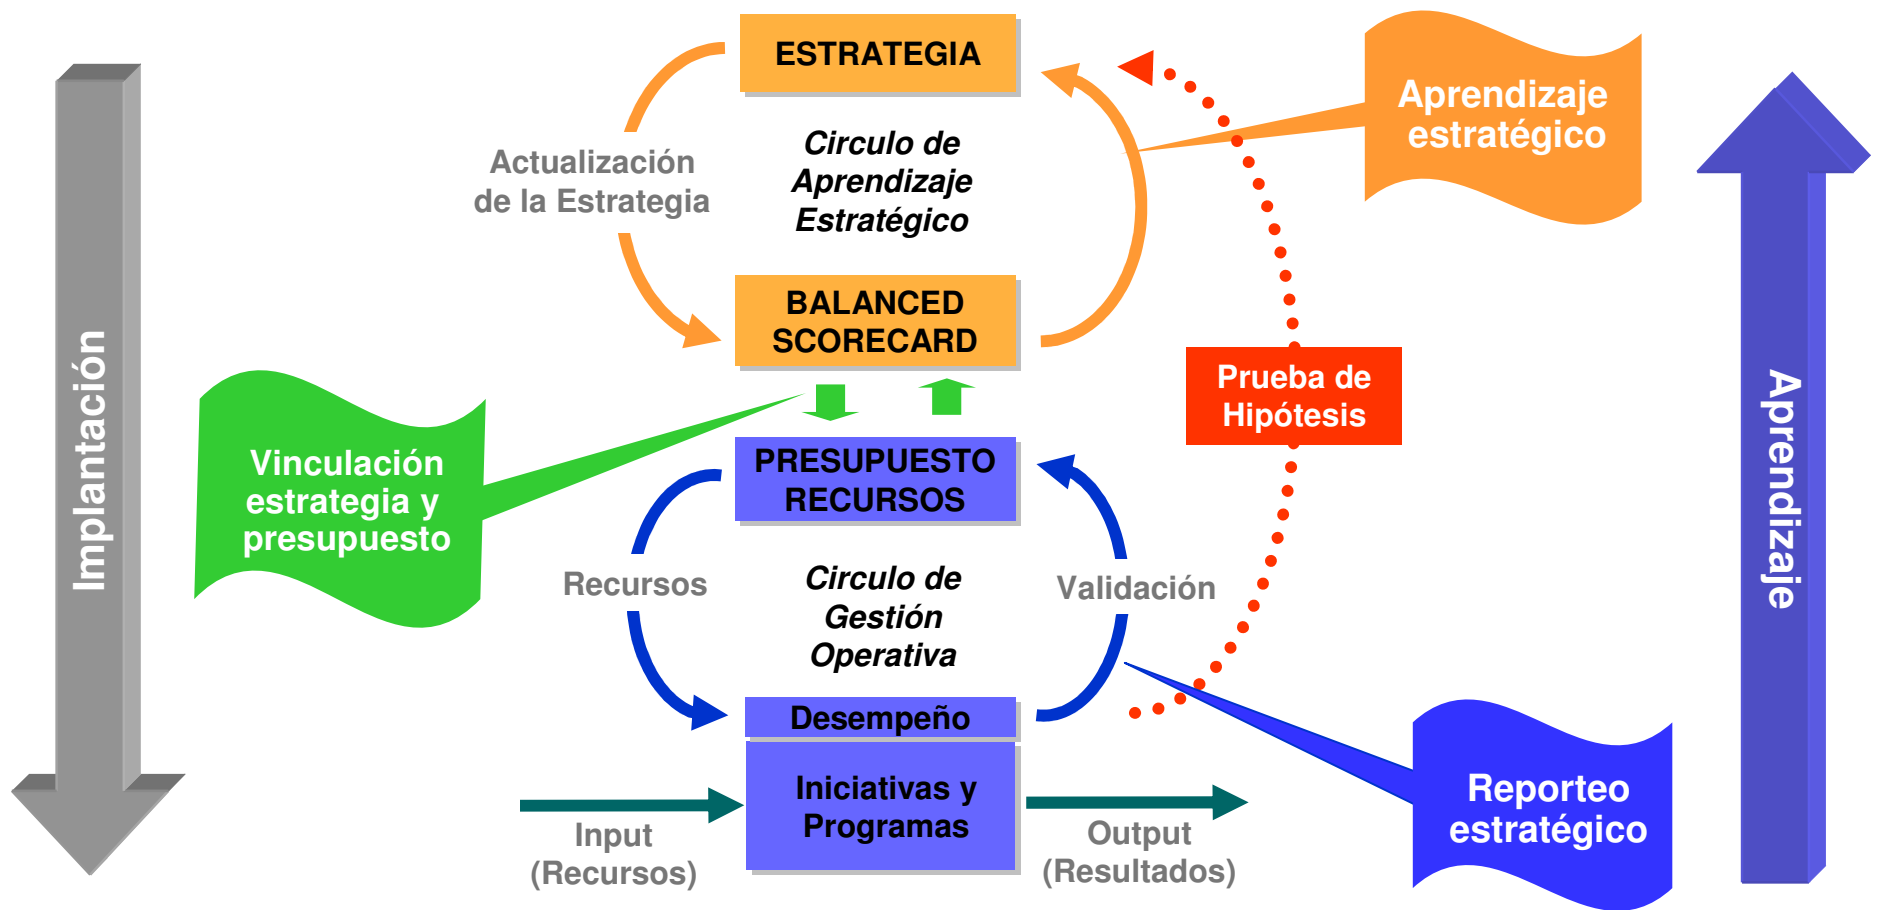 ESTRATEGIA
Circulo de
Aprendizaje
Estratégico
Actualización
de la Estrategia
Aprendizaje
estratégico
BALANCED
SCORECARD
Implantación
Aprendizaje
Prueba de
Hipótesis
Vinculación
estrategia y
presupuesto
PRESUPUESTO
RECURSOS
Recursos
Circulo de
Gestión
Operativa
Validación
Desempeño
Iniciativas y
Programas
Input
(Recursos)
Output
(Resultados)
Reporteo
estratégico